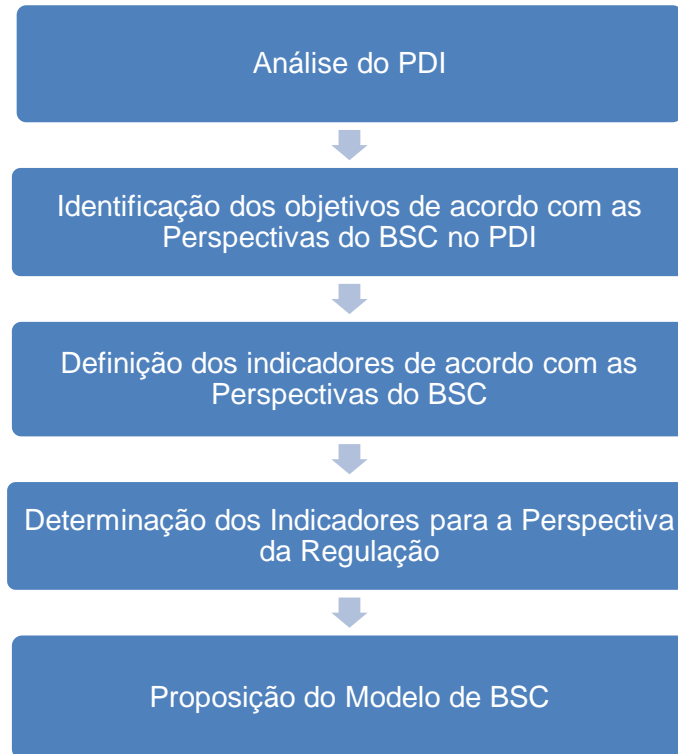 Análise do PDI
Identificação dos objetivos de acordo com as
Perspectivas do BSC no PDI
Definição dos indicadores de acordo com as
Perspectivas do BSC
Determinação dos Indicadores para a Perspectiva
da Regulação
Proposição do Modelo de BSC